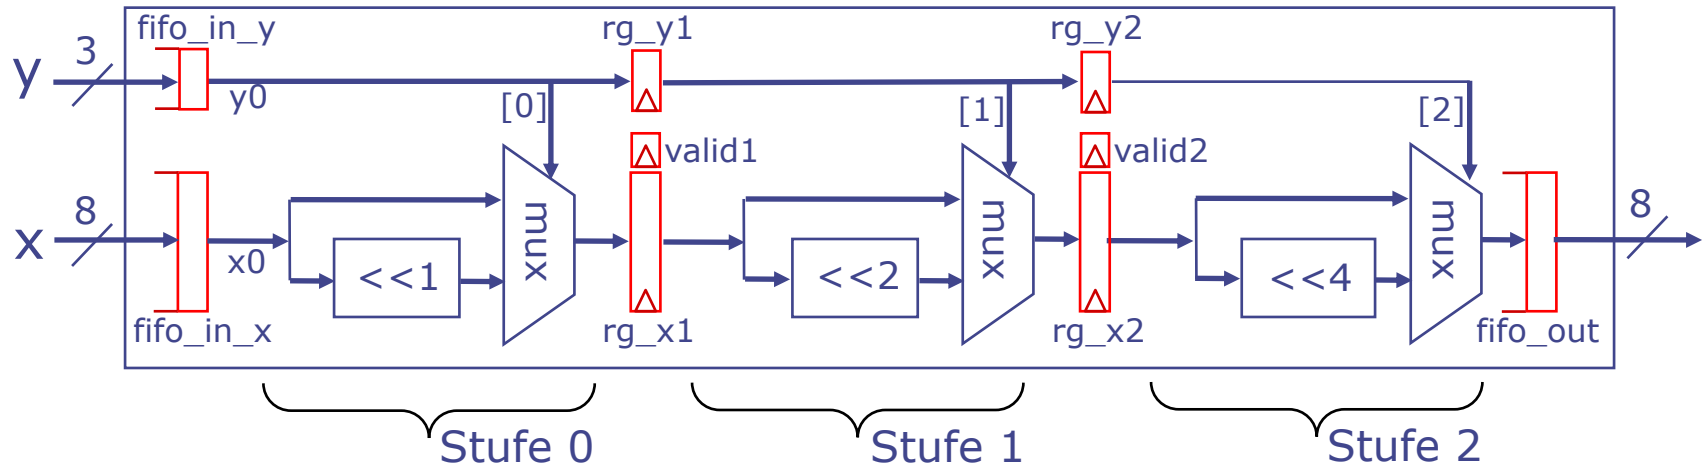 fifo_in_y
rg_y1
rg_y2
3
y
y0
[0]
[1]
[2]
valid1
valid2
8
x
x0
<<1
mux
<<2
mux
<<4
mux
8
fifo_in_x
rg_x1
rg_x2
fifo_out
Stufe 0
Stufe 1
Stufe 2